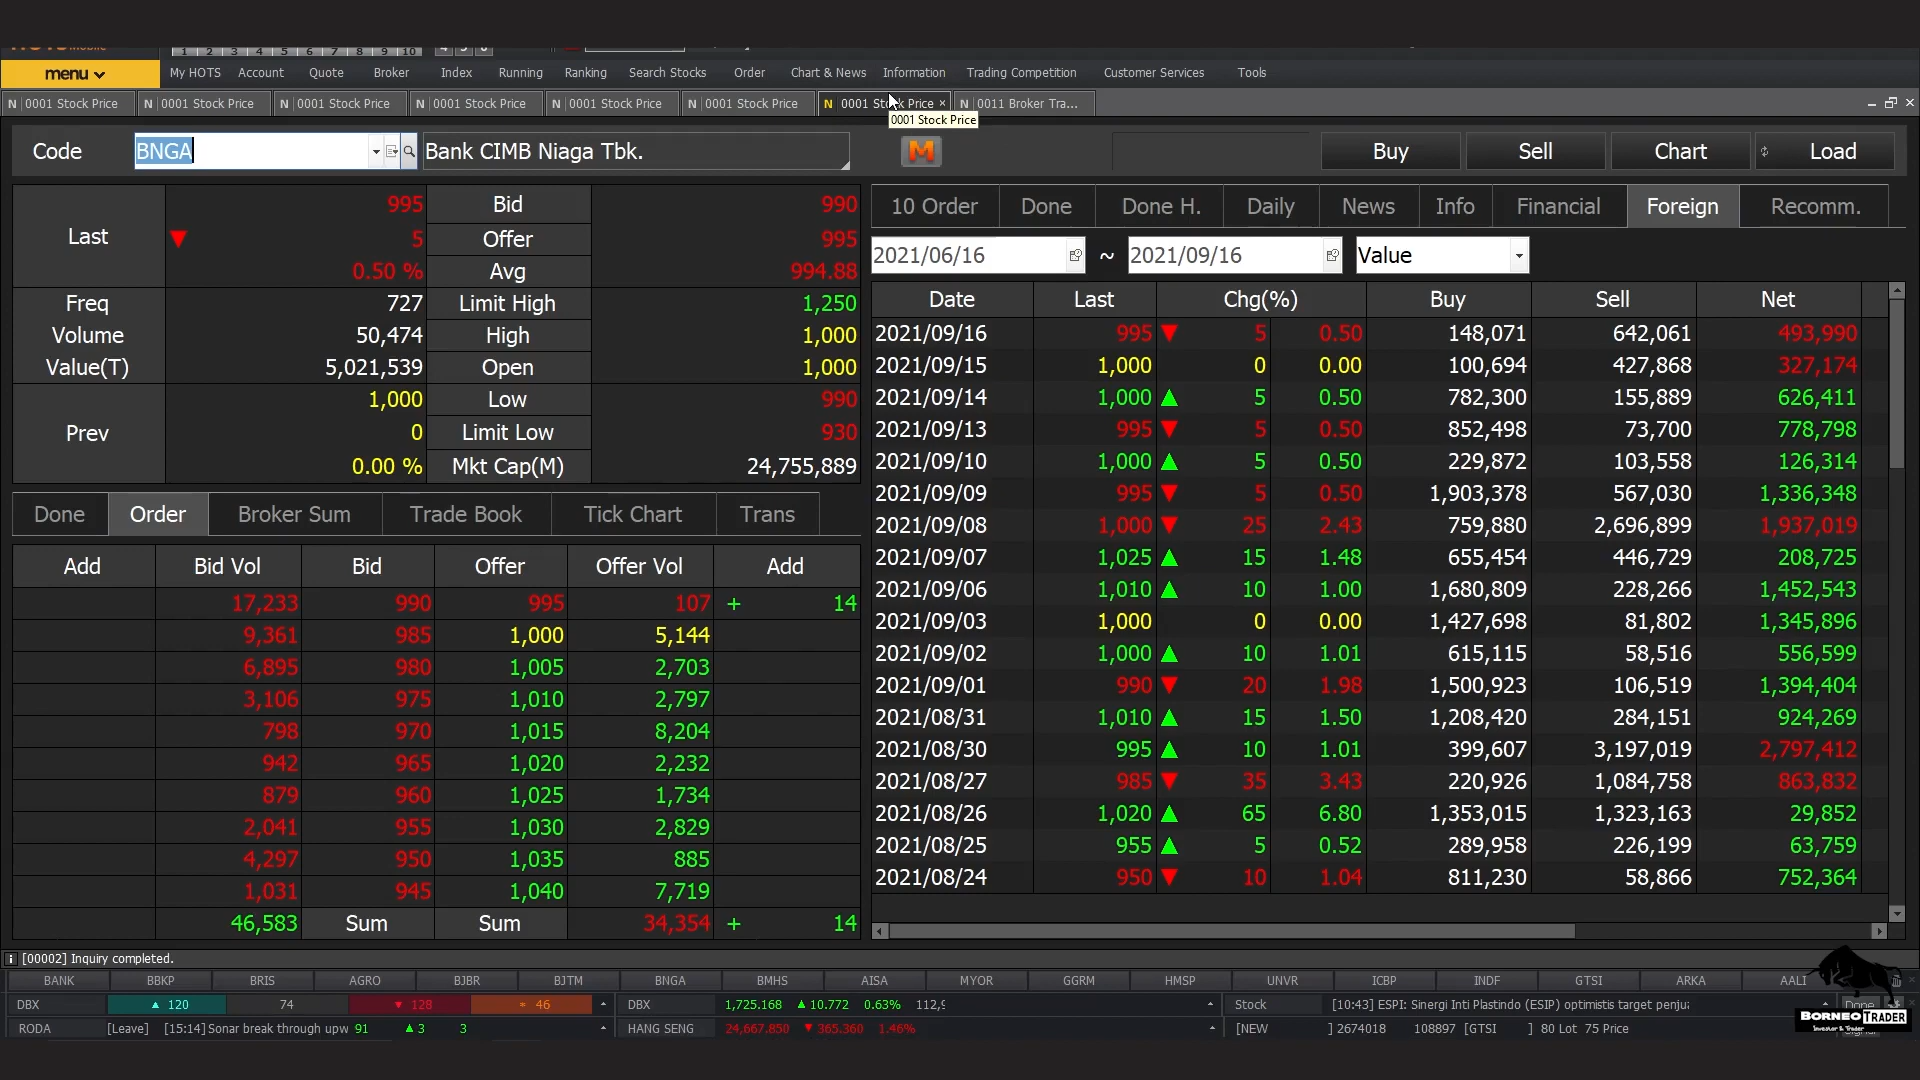 1 2 3 4 5 6 7 8 9 10
menu My HOTS Account Quote Broker Index Running Ranking Search Stocks Order Chart & News Information Trading Competition Customer Services Tools
N 0001 Stock Price N 0001 Stock Price N 0001 Stock Price N 0001 Stock Price N 0001 Stock Price N 0001 Stock Price N 0001 Stock Price × N 0011 Broker Tra...
0001 Stock Price
Code BNGA Bank CIMB Niaga Tbk. M Buy Sell Chart Load
10 Order Done Done H. Daily News Info Financial Foreign Recomm.
2021/06/16 ~ 2021/09/16 Value
Last 995 Bid 990
▼ 5 Offer 995
0.50 % Avg 994.88
Freq 727 Limit High 1,250
Volume 50,474 High 1,000
Value(T) 5,021,539 Open 1,000
Prev 1,000 Low 990
0 Limit Low 930
0.00 % Mkt Cap(M) 24,755,889
Done Order Broker Sum Trade Book Tick Chart Trans
Add Bid Vol Bid Offer Offer Vol Add
17,233 990 995 107 + 14
9,361 985 1,000 5,144
6,895 980 1,005 2,703
3,106 975 1,010 2,797
798 970 1,015 8,204
942 965 1,020 2,232
879 960 1,025 1,734
2,041 955 1,030 2,829
4,297 950 1,035 885
1,031 945 1,040 7,719
46,583 Sum Sum 34,354 + 14
Date Last Chg(%) Buy Sell Net
2021/09/16 995 ▼ 5 0.50 148,071 642,061 493,990
2021/09/15 1,000 0 0.00 100,694 427,868 327,174
2021/09/14 1,000 ▲ 5 0.50 782,300 155,889 626,411
2021/09/13 995 ▼ 5 0.50 852,498 73,700 778,798
2021/09/10 1,000 ▲ 5 0.50 229,872 103,558 126,314
2021/09/09 995 ▼ 5 0.50 1,903,378 567,030 1,336,348
2021/09/08 1,000 ▼ 25 2.43 759,880 2,696,899 1,937,019
2021/09/07 1,025 ▲ 15 1.48 655,454 446,729 208,725
2021/09/06 1,010 ▲ 10 1.00 1,680,809 228,266 1,452,543
2021/09/03 1,000 0 0.00 1,427,698 81,802 1,345,896
2021/09/02 1,000 ▲ 10 1.01 615,115 58,516 556,599
2021/09/01 990 ▼ 20 1.98 1,500,923 106,519 1,394,404
2021/08/31 1,010 ▲ 15 1.50 1,208,420 284,151 924,269
2021/08/30 995 ▲ 10 1.01 399,607 3,197,019 2,797,412
2021/08/27 985 ▼ 35 3.43 220,926 1,084,758 863,832
2021/08/26 1,020 ▲ 65 6.80 1,353,015 1,323,163 29,852
2021/08/25 955 ▲ 5 0.52 289,958 226,199 63,759
2021/08/24 950 ▼ 10 1.04 811,230 58,866 752,364
i [00002] Inquiry completed.
BANK BBKP BRIS AGRO BJBR BJTM BNGA BMHS AISA MYOR GGRM HMSP UNVR ICBP INDF GTSI ARKA AALI
DBX ▲ 120 74 ▼ 128 * 46 DBX 1,725.168 ▲ 10.772 0.63% 112,9 Stock [10:43] ESPI: Sinergi Inti Plastindo (ESIP) optimistis target penju Done
RODA [Leave] [15:14]Sonar break through upw 91 ▲ 3 3 HANG SENG 24,667.850 ▼ 365.360 1.46% [NEW ] 2674018 108897 [GTSI ] 80 Lot 75 Price
BORNEO TRADER
Investor & Trader